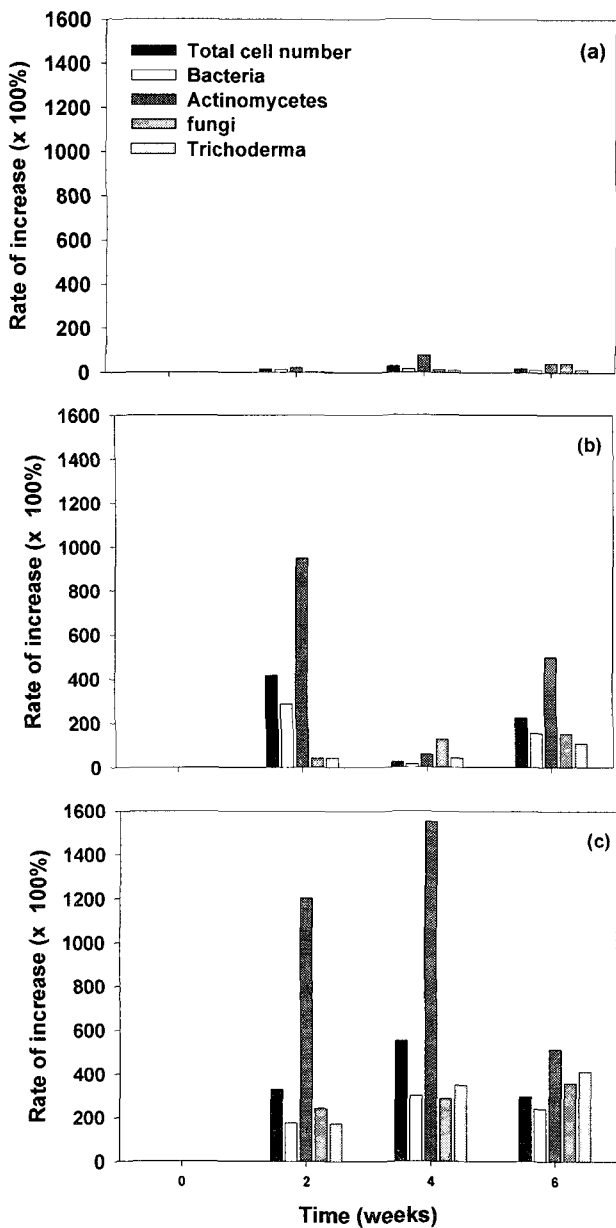 1600
1400
1200
1000
800
600
400
200
0
Rate of increase (x 100%)
(a)
Total cell number
Bacteria
Actinomycetes
fungi
Trichoderma
1600
1400
1200
1000
800
600
400
200
0
Rate of increase (x 100%)
(b)
1600
1400
1200
1000
800
600
400
200
0
Rate of increase (x 100%)
(c)
0 2 4 6
Time (weeks)